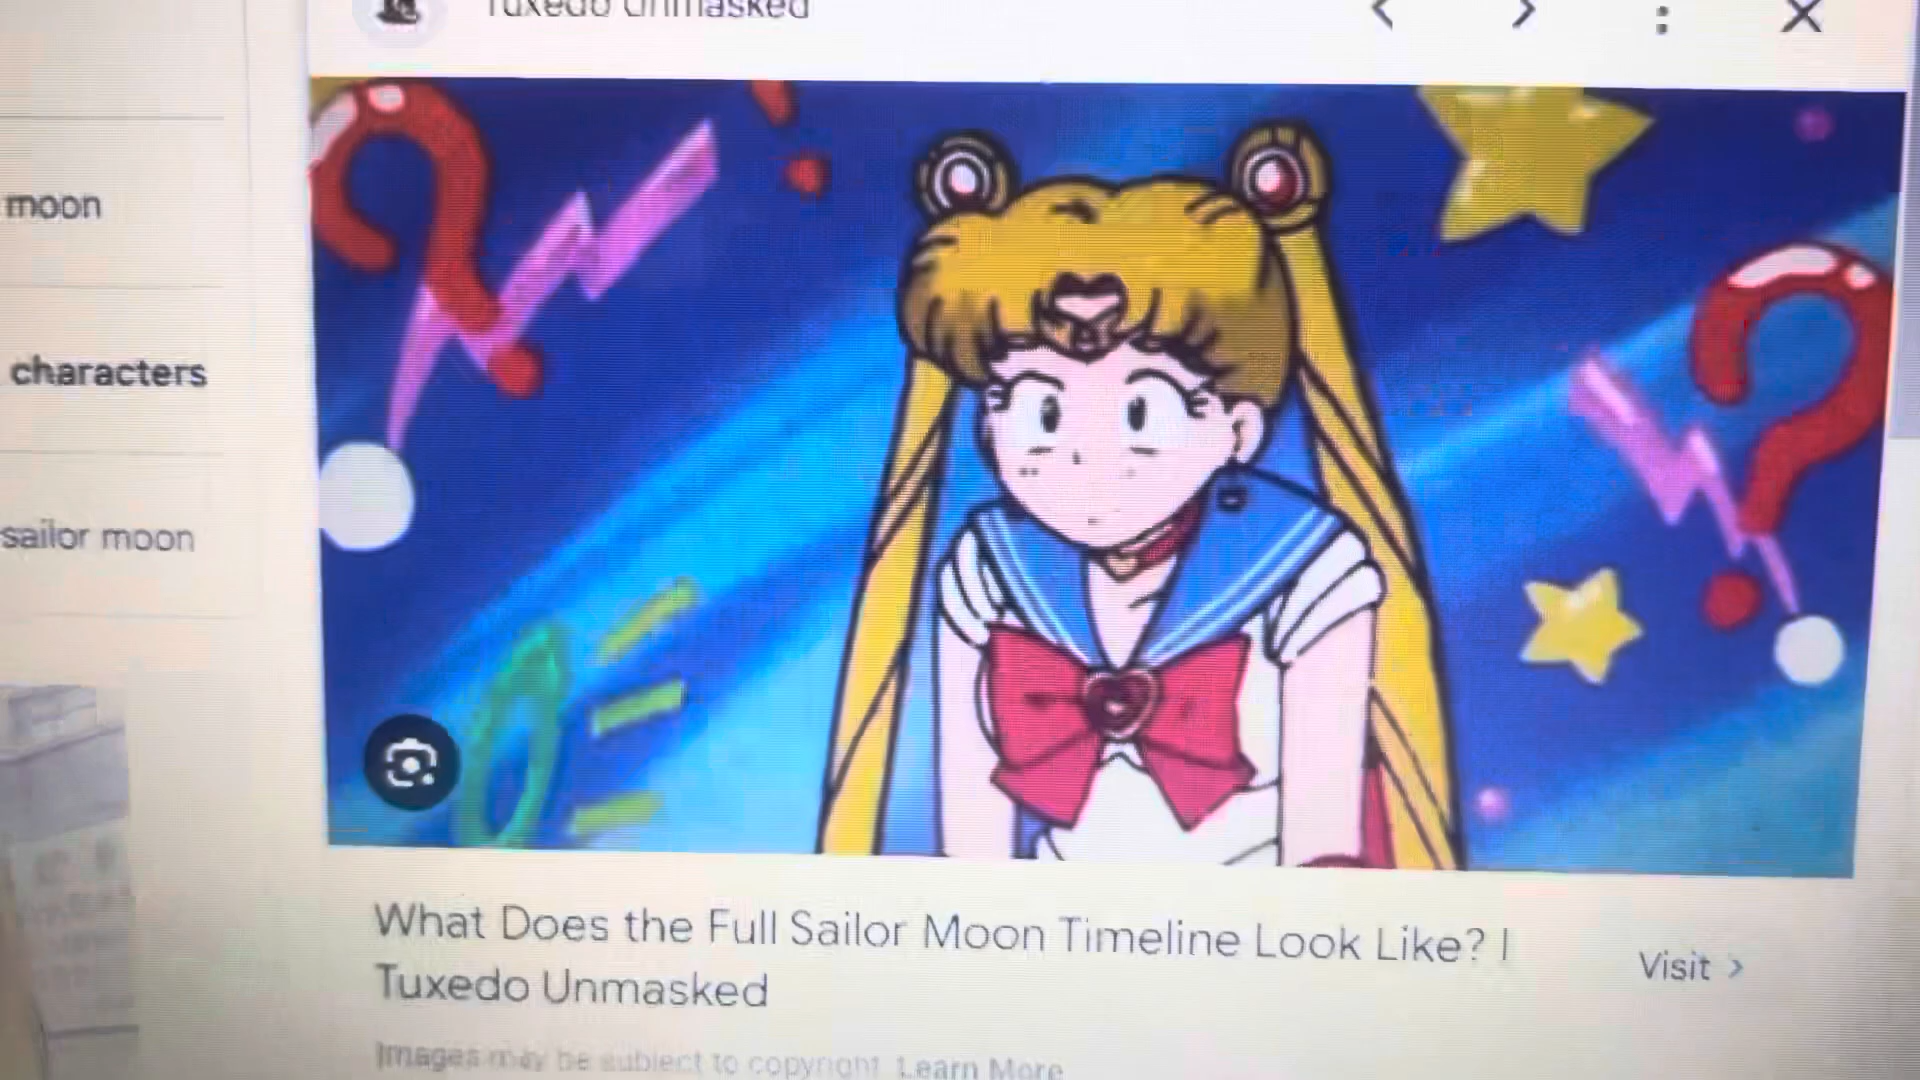 Tuxedo Unmasked
moon
characters
sailor moon
What Does the Full Sailor Moon Timeline Look Like? |
Tuxedo Unmasked
Visit >
Images may be subject to copyright. Learn More